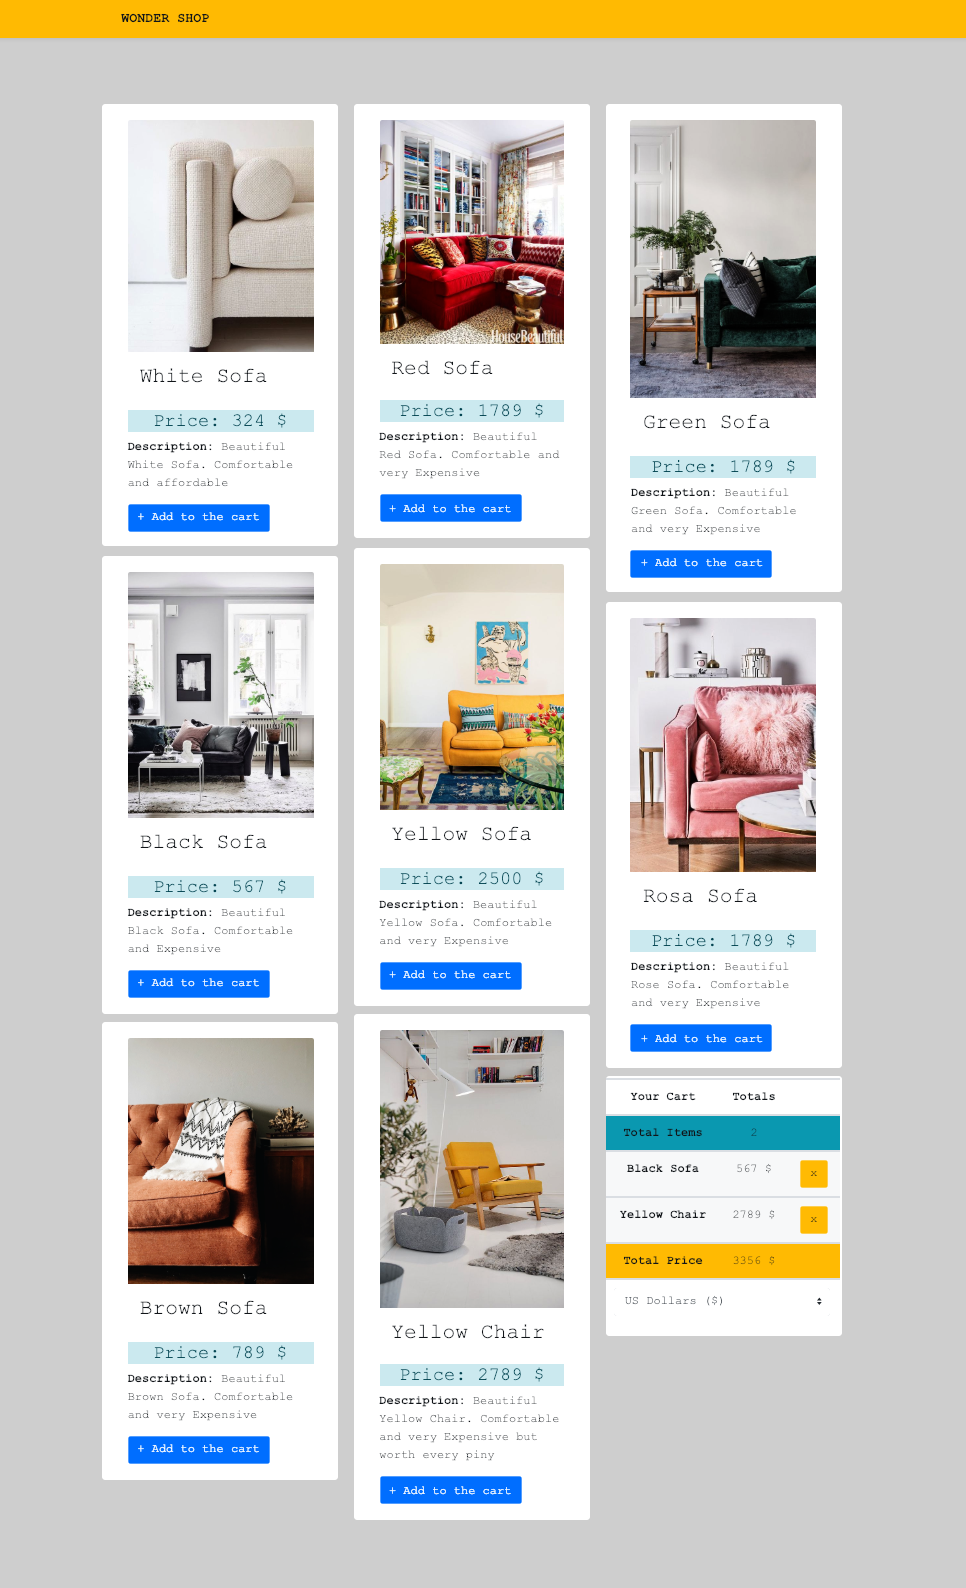 WONDER SHOP
White Sofa
Price: 324 $
Description: Beautiful
White Sofa. Comfortable
and affordable
+ Add to the cart
Black Sofa
Price: 567 $
Description: Beautiful
Black Sofa. Comfortable
and Expensive
+ Add to the cart
Brown Sofa
Price: 789 $
Description: Beautiful
Brown Sofa. Comfortable
and very Expensive
+ Add to the cart
HouseBeautiful
Red Sofa
Price: 1789 $
Description: Beautiful
Red Sofa. Comfortable and
very Expensive
+ Add to the cart
Yellow Sofa
Price: 2500 $
Description: Beautiful
Yellow Sofa. Comfortable
and very Expensive
+ Add to the cart
Yellow Chair
Price: 2789 $
Description: Beautiful
Yellow Chair. Comfortable
and very Expensive but
worth every piny
+ Add to the cart
Green Sofa
Price: 1789 $
Description: Beautiful
Green Sofa. Comfortable
and very Expensive
+ Add to the cart
Rosa Sofa
Price: 1789 $
Description: Beautiful
Rose Sofa. Comfortable
and very Expensive
+ Add to the cart
Your Cart Totals
Total Items 2
Black Sofa 567 $ x
Yellow Chair 2789 $ x
Total Price 3356 $
US Dollars ($)